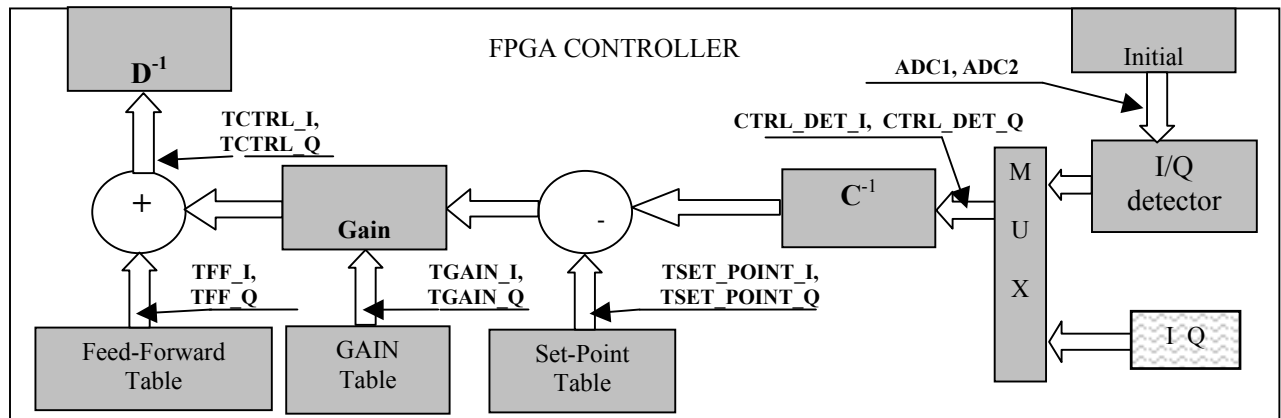 FPGA CONTROLLER
D-1
Initial
ADC1, ADC2
TCTRL_I,
TCTRL_Q
CTRL_DET_I, CTRL_DET_Q
I/Q
detector
M
U
X
C-1
-
Gain
+
TFF_I,
TFF_Q
TGAIN_I,
TGAIN_Q
TSET_POINT_I,
TSET_POINT_Q
Feed-Forward
Table
GAIN
Table
Set-Point
Table
I Q